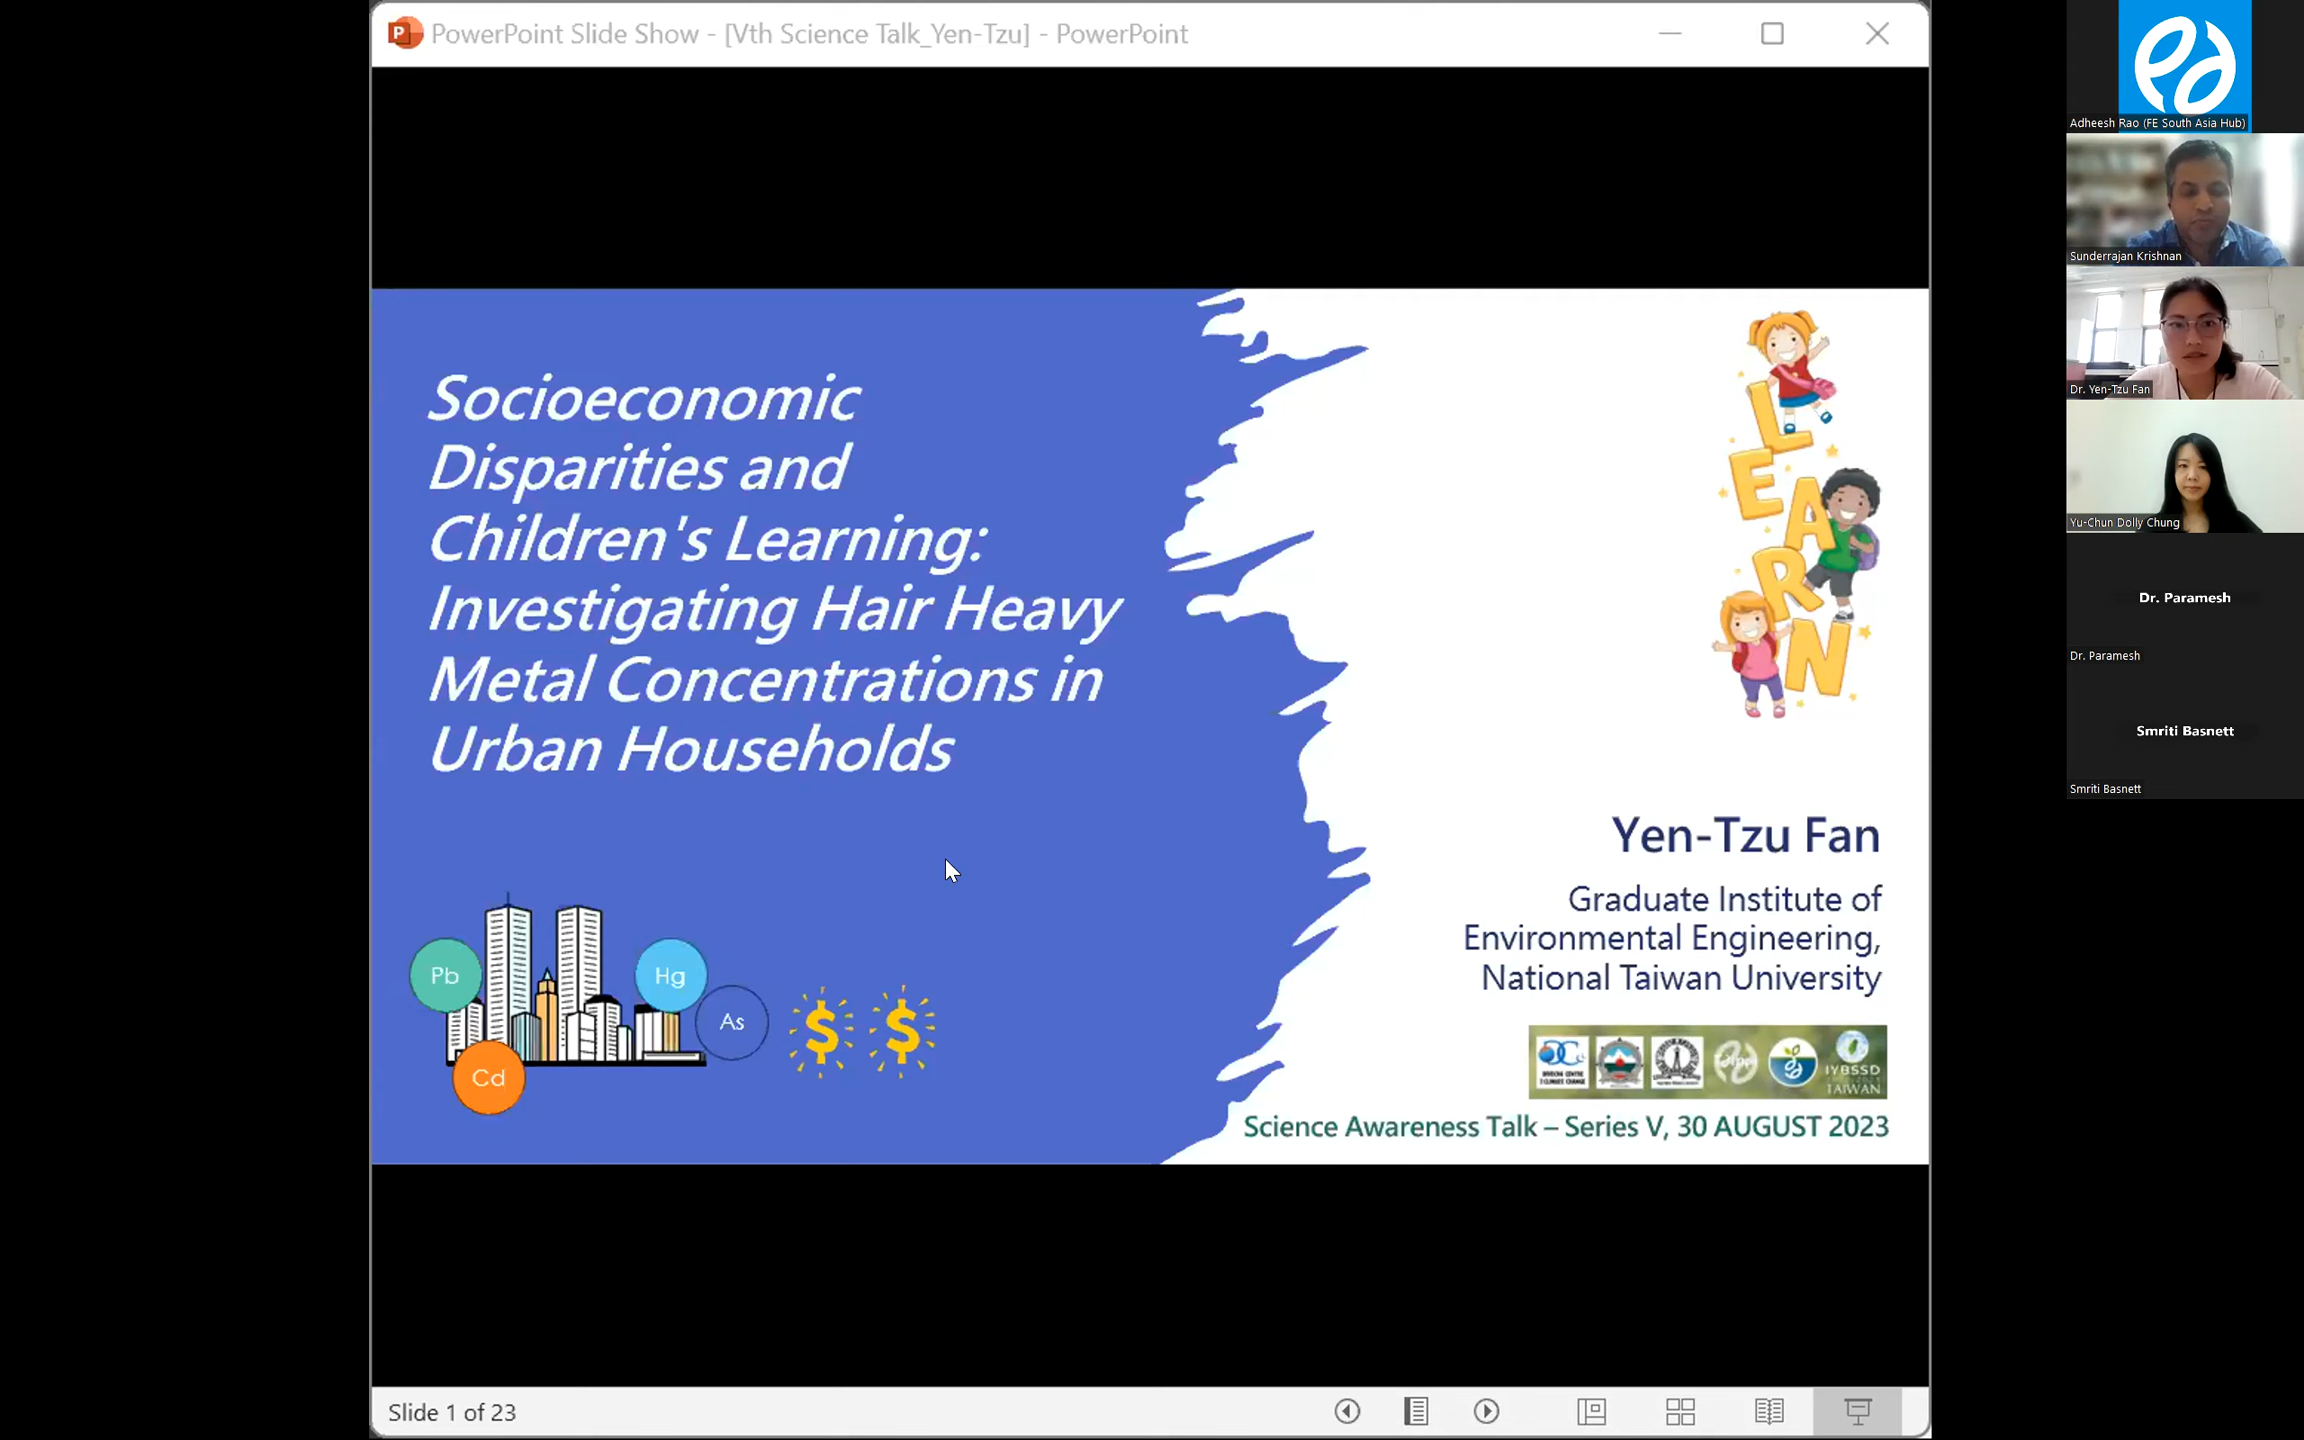 PowerPoint Slide Show - [Vth Science Talk_Yen-Tzu] - PowerPoint
Socioeconomic
Disparities and
Children's Learning:
Investigating Hair Heavy
Metal Concentrations in
Urban Households
Pb
Hg
As
Cd
$ $
LEARN
Yen-Tzu Fan
Graduate Institute of
Environmental Engineering,
National Taiwan University
IYBSSD
TAIWAN
Science Awareness Talk – Series V, 30 AUGUST 2023
Slide 1 of 23
Adheesh Rao (FE South Asia Hub)
Sunderrajan Krishnan
Dr. Yen-Tzu Fan
Yu-Chun Dolly Chung
Dr. Paramesh
Dr. Paramesh
Smriti Basnett
Smriti Basnett